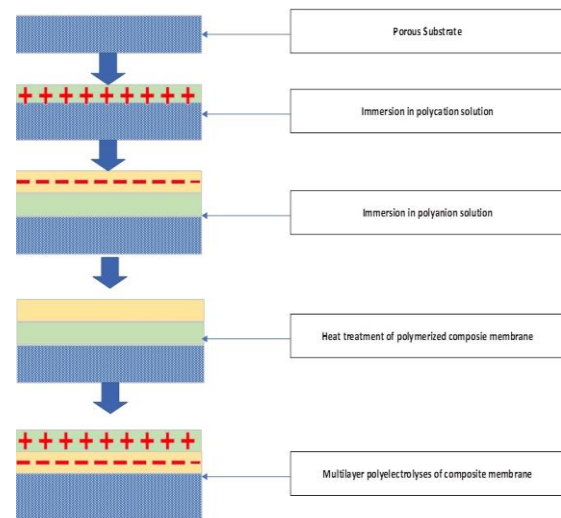 Porous Substrate
Immersion in polycation solution
Immersion in polyanion solution
Heat treatment of polymerized composie membrane
Multilayer polyelectrolyses of composite membrane